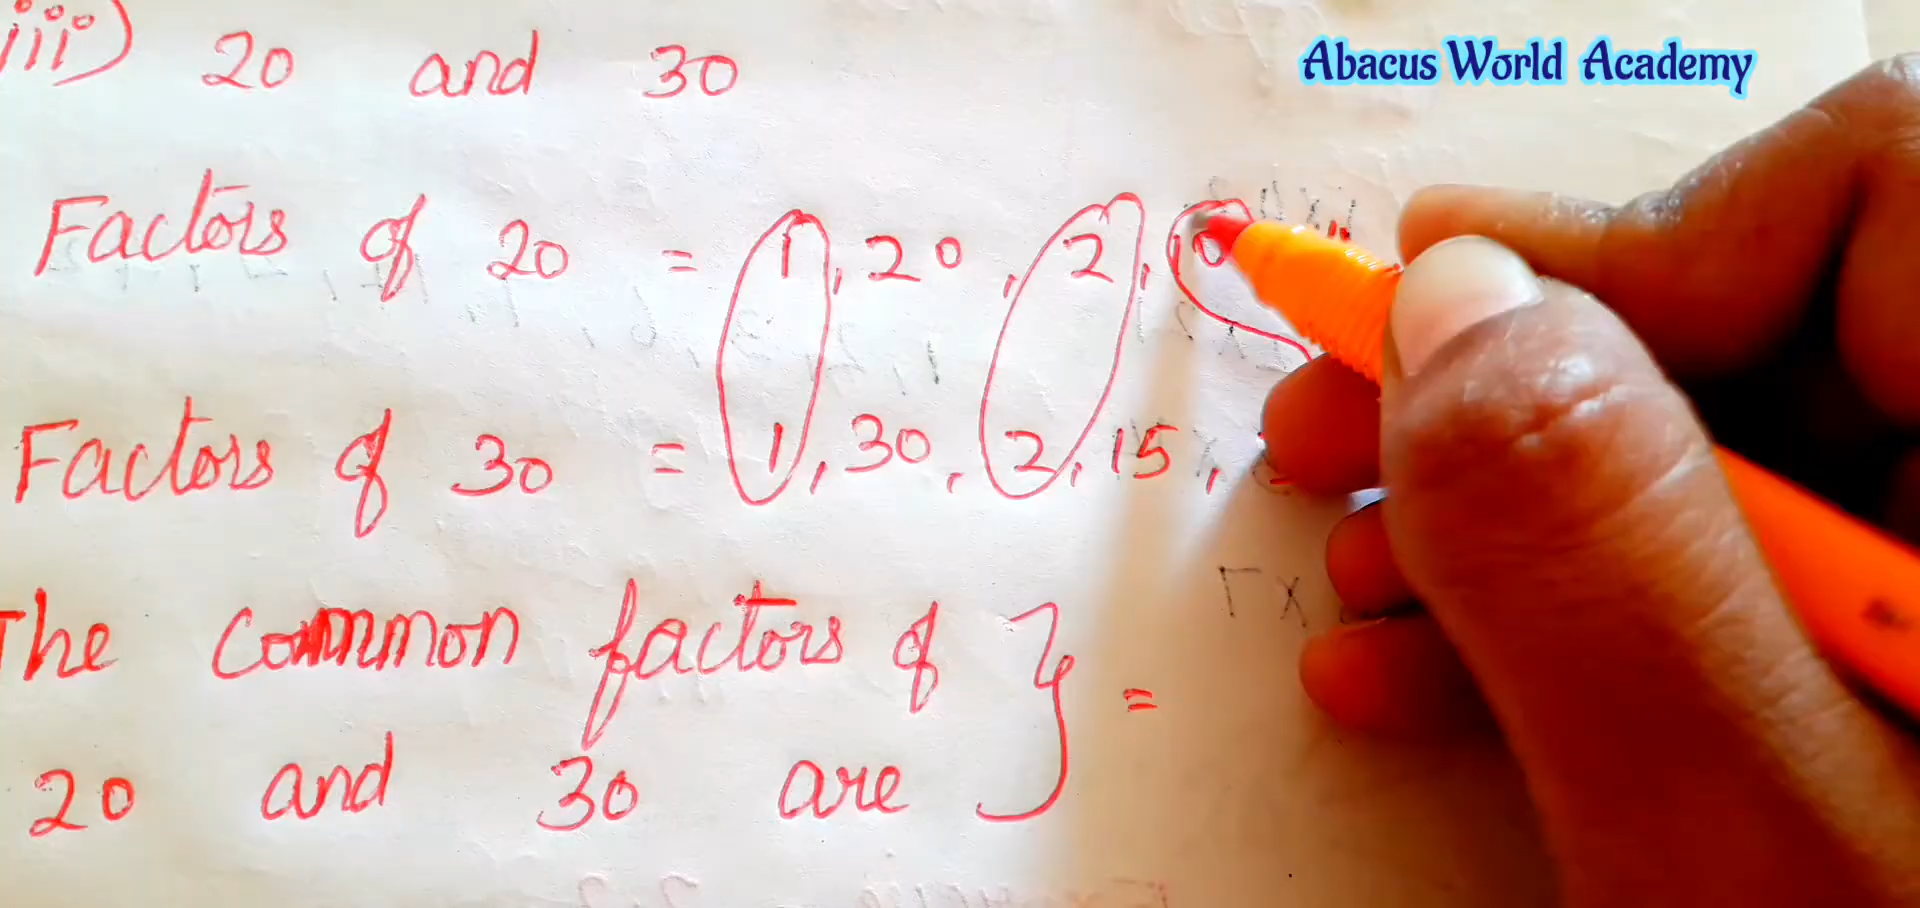 iii) 20 and 30
Abacus World Academy
Factors of 20 = 1, 20, 2, 10
Factors of 30 = 1, 30, 2, 15,
The common factors of } =
20 and 30 are